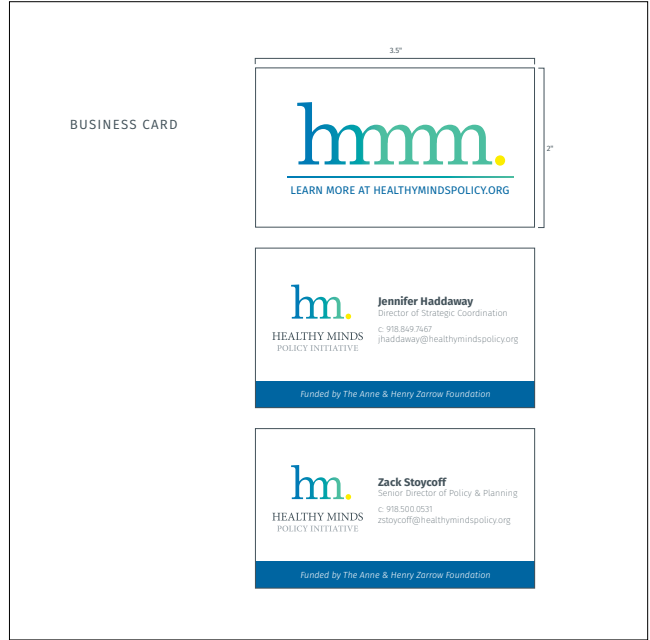 3.5"
BUSINESS CARD
hmmm.
2"
LEARN MORE AT HEALTHYMINDSPOLICY.ORG
hm.
HEALTHY MINDS
POLICY INITIATIVE
Jennifer Haddaway
Director of Strategic Coordination
c: 918.849.7467
jhaddaway@healthymindspolicy.org
Funded by The Anne & Henry Zarrow Foundation
hm.
HEALTHY MINDS
POLICY INITIATIVE
Zack Stoycoff
Senior Director of Policy & Planning
c: 918.500.0531
zstoycoff@healthymindspolicy.org
Funded by The Anne & Henry Zarrow Foundation